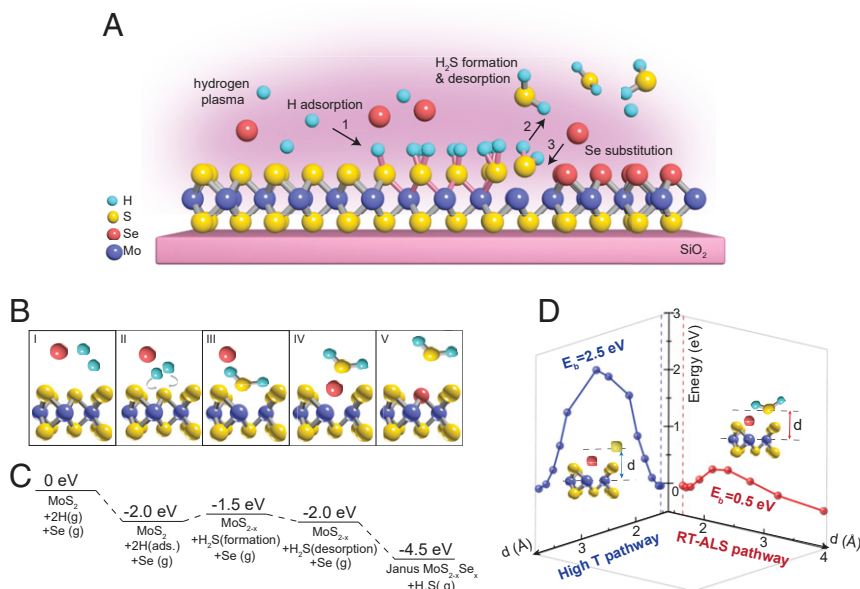 A
hydrogen
plasma
H adsorption
1
H₂S formation
& desorption
2
3
Se substitution
H
S
Se
Mo
SiO₂
B
I
II
III
IV
V
C
0 eV
MoS₂
+2H(g)
+Se (g)
-2.0 eV
MoS₂
+2H(ads.)
+Se (g)
-1.5 eV
MoS₂₋ₓ
+H₂S(formation)
+Se (g)
-2.0 eV
MoS₂₋ₓ
+H₂S(desorption)
+Se (g)
-4.5 eV
Janus MoS₂₋ₓSeₓ
+H₂S( g)
D
3
2
1
0
Energy (eV)
E_b=2.5 eV
d
d
E_b=0.5 eV
d (Å)
3
2
High T pathway
2
3
4
RT-ALS pathway
d (Å)